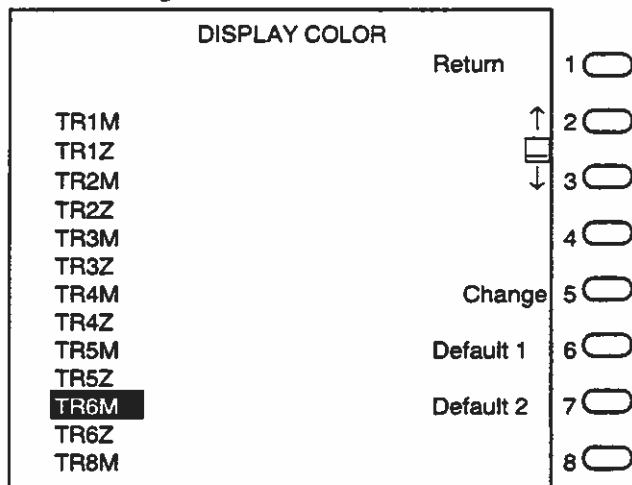 DISPLAY COLOR
Return 1
TR1M ↑ 2
TR1Z
TR2M ↓ 3
TR2Z
TR3M 4
TR3Z
TR4M Change 5
TR4Z
TR5M Default 1 6
TR5Z
TR6M Default 2 7
TR6Z
TR8M 8